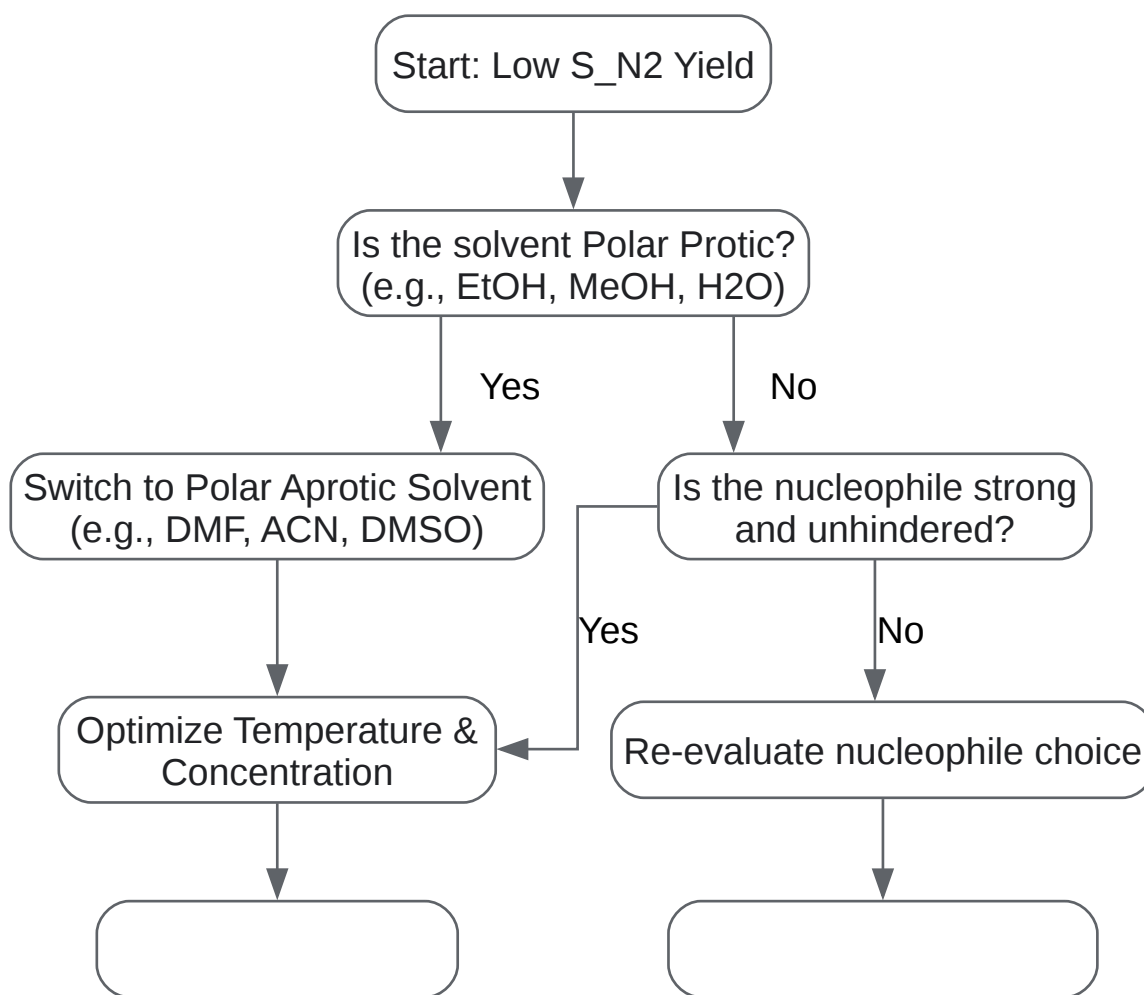 Start: Low S_N2 Yield
Is the solvent Polar Protic?
(e.g., EtOH, MeOH, H2O)
Yes
No
Switch to Polar Aprotic Solvent
(e.g., DMF, ACN, DMSO)
Is the nucleophile strong
and unhindered?
Yes
No
Optimize Temperature &
Concentration
Re-evaluate nucleophile choice